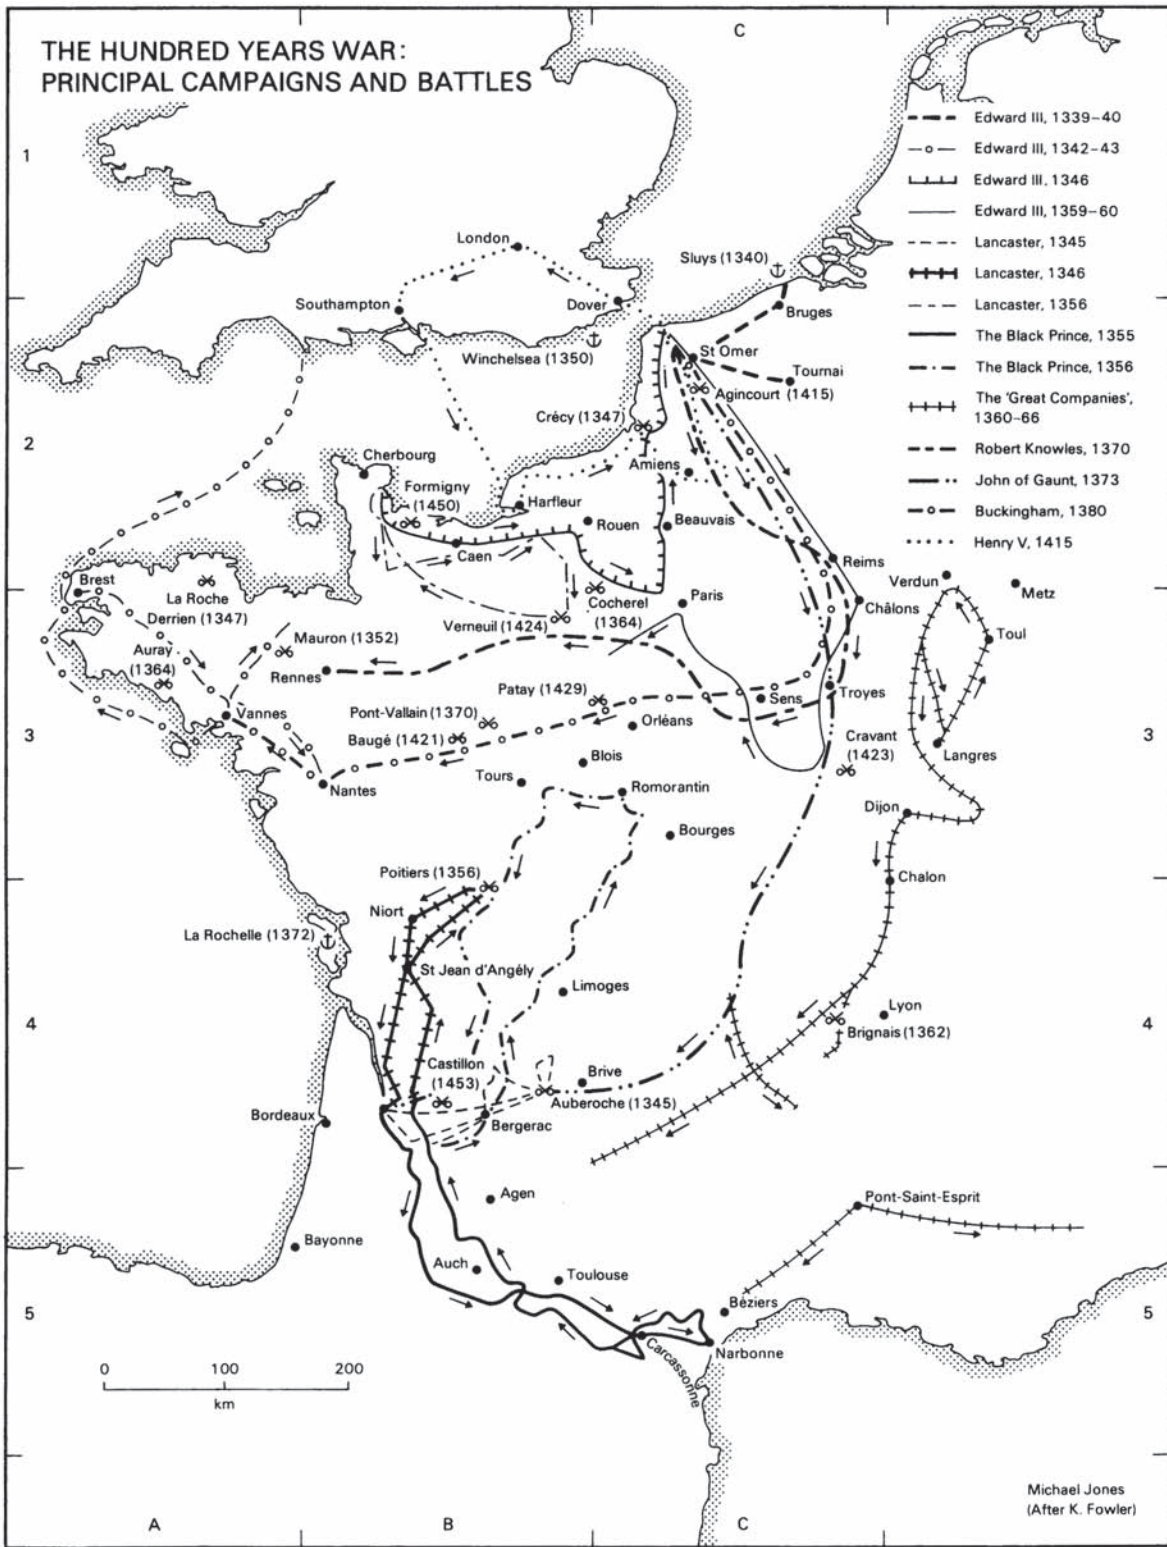 THE HUNDRED YEARS WAR:
PRINCIPAL CAMPAIGNS AND BATTLES
C
1
Edward III, 1339–40
Edward III, 1342–43
Edward III, 1346
Edward III, 1359–60
Lancaster, 1345
Lancaster, 1346
Lancaster, 1356
The Black Prince, 1355
The Black Prince, 1356
The 'Great Companies',
1360–66
Robert Knowles, 1370
John of Gaunt, 1373
Buckingham, 1380
Henry V, 1415
London
Sluys (1340)
Southampton
Dover
Bruges
Winchelsea (1350)
St Omer
Tournai
Agincourt (1415)
Crécy (1347)
2
Cherbourg
Amiens
Formigny
(1450)
Harfleur
Rouen
Beauvais
Caen
Reims
Brest
La Roche
Derrien (1347)
Cocherel
(1364)
Paris
Verdun
Metz
Châlons
Verneuil (1424)
Toul
Mauron (1352)
Auray
(1364)
Rennes
Patay (1429)
Sens
Troyes
Vannes
Pont-Vallain (1370)
Orléans
Baugé (1421)
Cravant
(1423)
3
3
Langres
Blois
Nantes
Tours
Romorantin
Dijon
Bourges
Poitiers (1356)
Chalon
Niort
La Rochelle (1372)
St Jean d'Angély
Limoges
Lyon
4
4
Brignais (1362)
Castillon
(1453)
Brive
Auberoche (1345)
Bordeaux
Bergerac
Agen
Pont-Saint-Esprit
Bayonne
Auch
Toulouse
5
5
Béziers
Narbonne
Carcassonne
0
100
200
km
Michael Jones
(After K. Fowler)
A
B
C